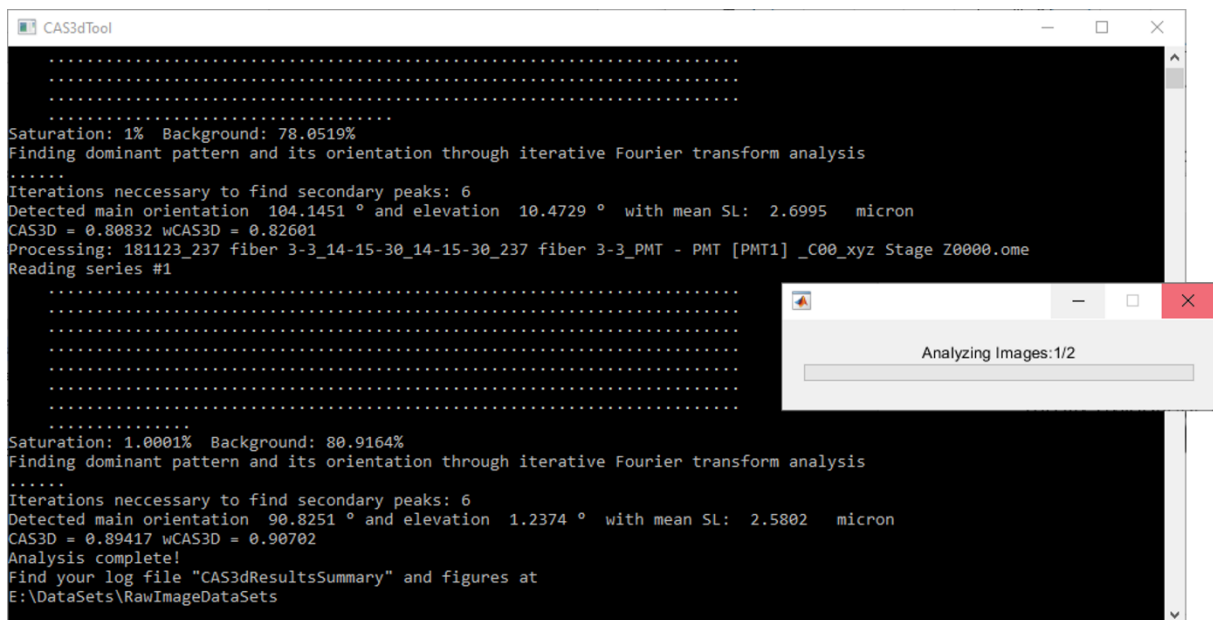 CAS3dTool
.........................................................................
.........................................................................
.........................................................................
.....................................
Saturation: 1%  Background: 78.0519%
Finding dominant pattern and its orientation through iterative Fourier transform analysis
......
Iterations neccessary to find secondary peaks: 6
Detected main orientation  104.1451 º and elevation  10.4729 º  with mean SL:  2.6995   micron
CAS3D = 0.80832 wCAS3D = 0.82601
Processing: 181123_237 fiber 3-3_14-15-30_14-15-30_237 fiber 3-3_PMT - PMT [PMT1] _C00_xyz Stage Z0000.ome
Reading series #1
.........................................................................
.........................................................................
.........................................................................
.........................................................................
.........................................................................
.........................................................................
.........................................................................
...............
Saturation: 1.0001%  Background: 80.9164%
Finding dominant pattern and its orientation through iterative Fourier transform analysis
......
Iterations neccessary to find secondary peaks: 6
Detected main orientation  90.8251 º and elevation  1.2374 º  with mean SL:  2.5802   micron
CAS3D = 0.89417 wCAS3D = 0.90702
Analysis complete!
Find your log file "CAS3dResultsSummary" and figures at
E:\DataSets\RawImageDataSets
Analyzing Images:1/2